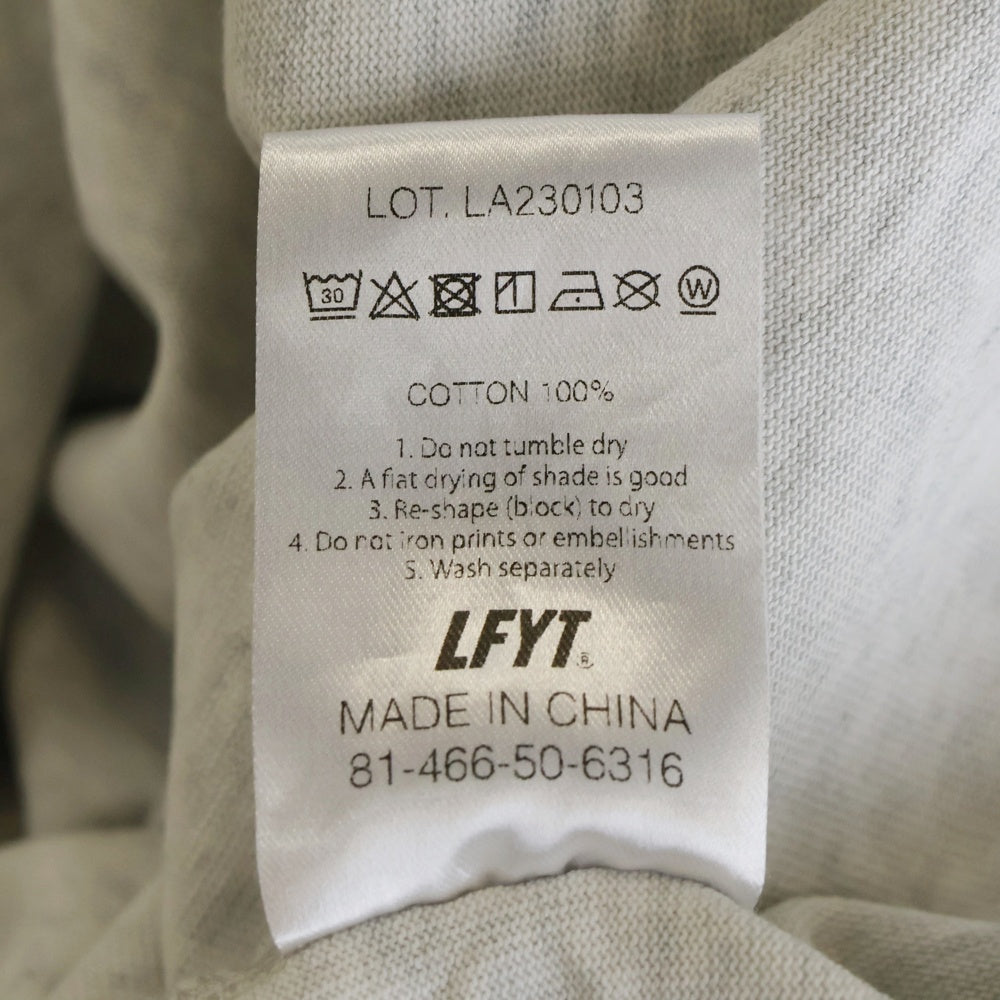 LOT. LA230103
30 W
COTTON 100%
1. Do not tumble dry
2. A flat drying of shade is good
3. Re-shape (block) to dry
4. Do not iron prints or embellishments
5. Wash separately
LFYT®
MADE IN CHINA
81-466-50-6316